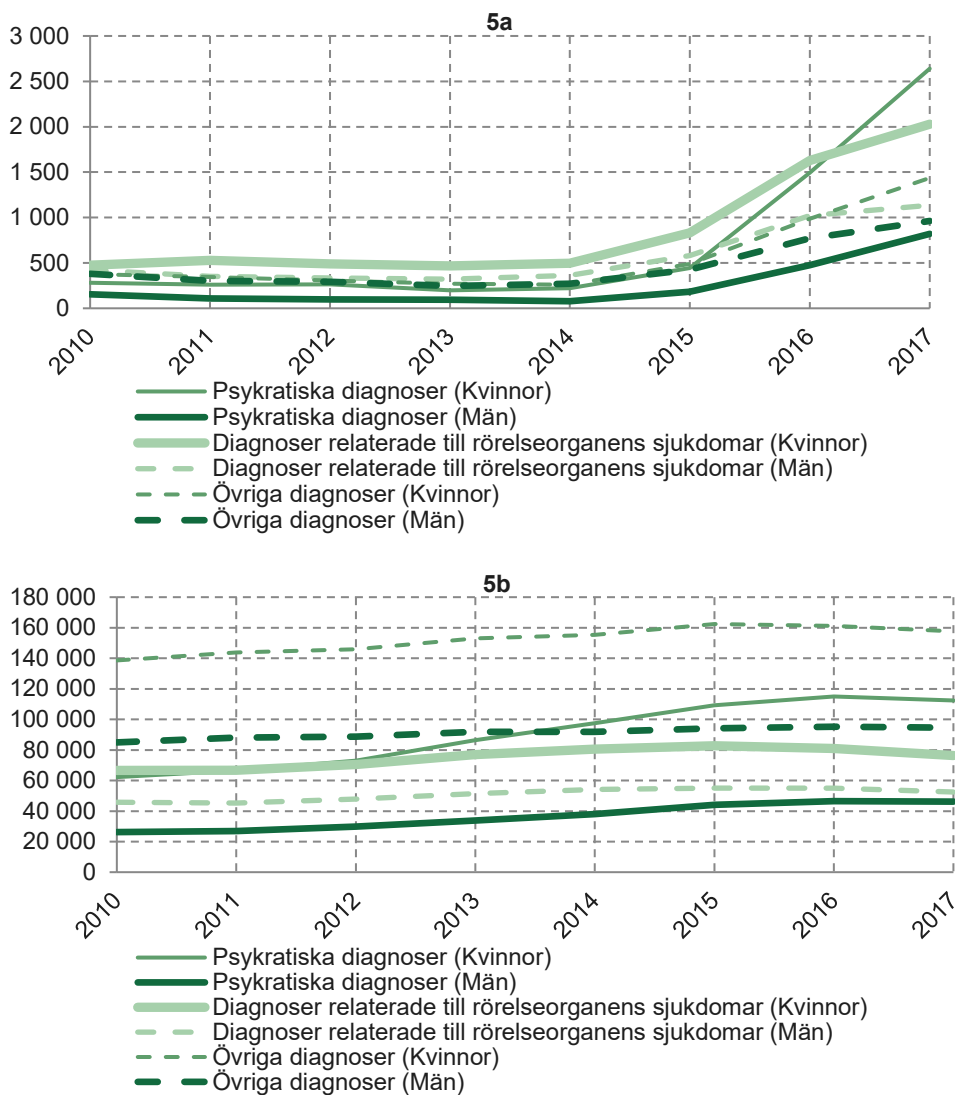 5a
3 000
2 500
2 000
1 500
1 000
500
0
2010 2011 2012 2013 2014 2015 2016 2017
Psykratiska diagnoser (Kvinnor)
Psykratiska diagnoser (Män)
Diagnoser relaterade till rörelseorganens sjukdomar (Kvinnor)
Diagnoser relaterade till rörelseorganens sjukdomar (Män)
Övriga diagnoser (Kvinnor)
Övriga diagnoser (Män)
5b
180 000
160 000
140 000
120 000
100 000
80 000
60 000
40 000
20 000
0
2010 2011 2012 2013 2014 2015 2016 2017
Psykratiska diagnoser (Kvinnor)
Psykratiska diagnoser (Män)
Diagnoser relaterade till rörelseorganens sjukdomar (Kvinnor)
Diagnoser relaterade till rörelseorganens sjukdomar (Män)
Övriga diagnoser (Kvinnor)
Övriga diagnoser (Män)